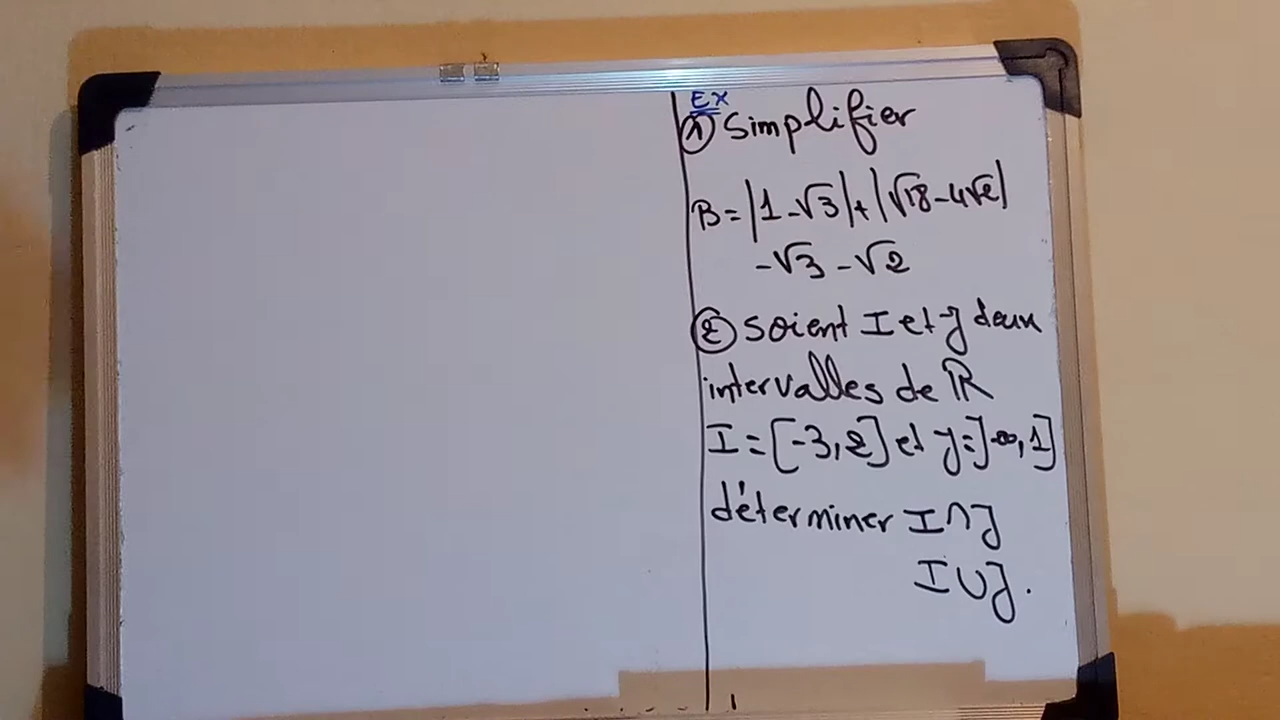 Ex
① Simplifier
B = |1 - √3| + |√18 - 4√2|
- √3 - √2
② soient I et J deux
intervalles de ℝ
I = [-3, 2] et J = ]-∞, 1]
déterminer I ∩ J
I ∪ J.